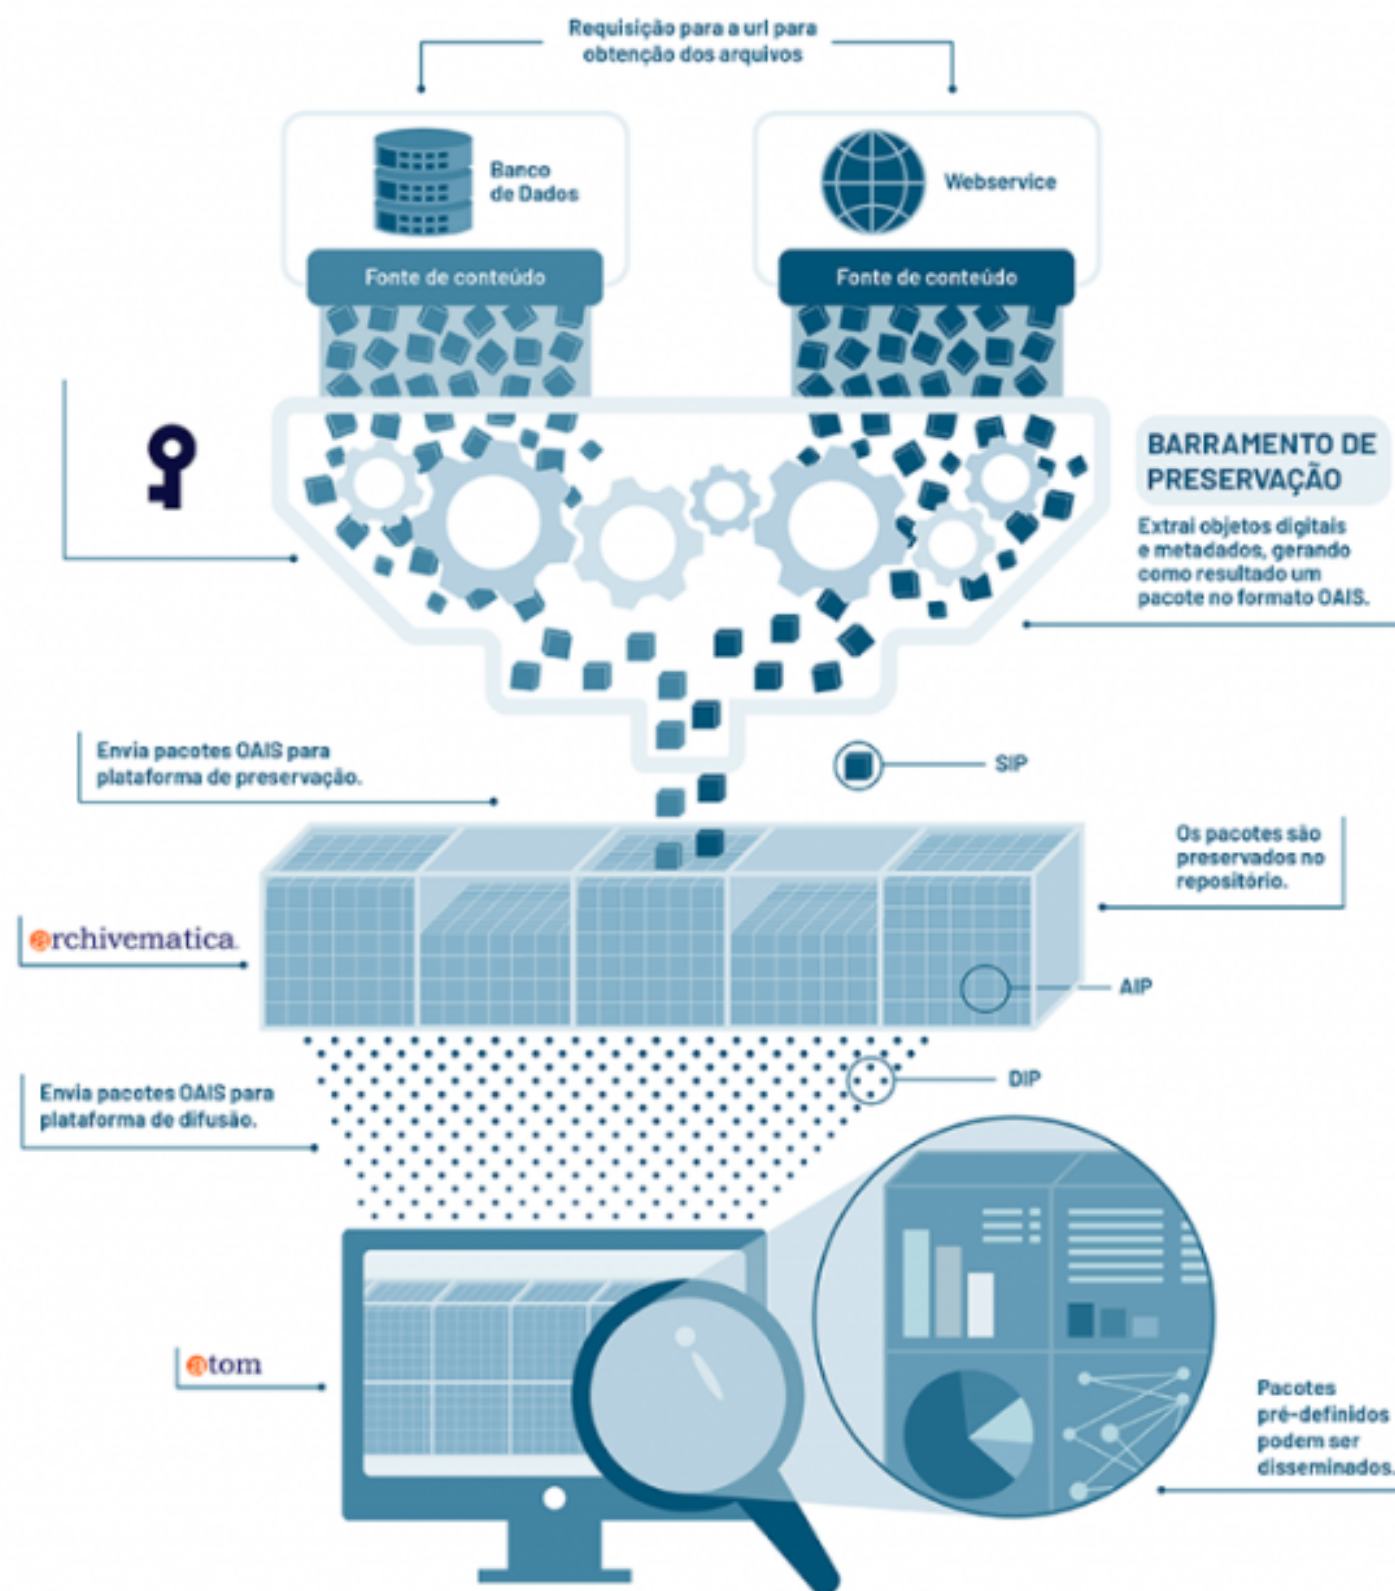 Requisição para a url para
obtenção dos arquivos
Banco
de Dados
Webservice
Fonte de conteúdo
Fonte de conteúdo
BARRAMENTO DE
PRESERVAÇÃO
Extrai objetos digitais
e metadados, gerando
como resultado um
pacote no formato OAIS.
Envia pacotes OAIS para
plataforma de preservação.
SIP
Os pacotes são
preservados no
repositório.
archivematica
AIP
DIP
Envia pacotes OAIS para
plataforma de difusão.
atom
Pacotes
pré-definidos
podem ser
disseminados.